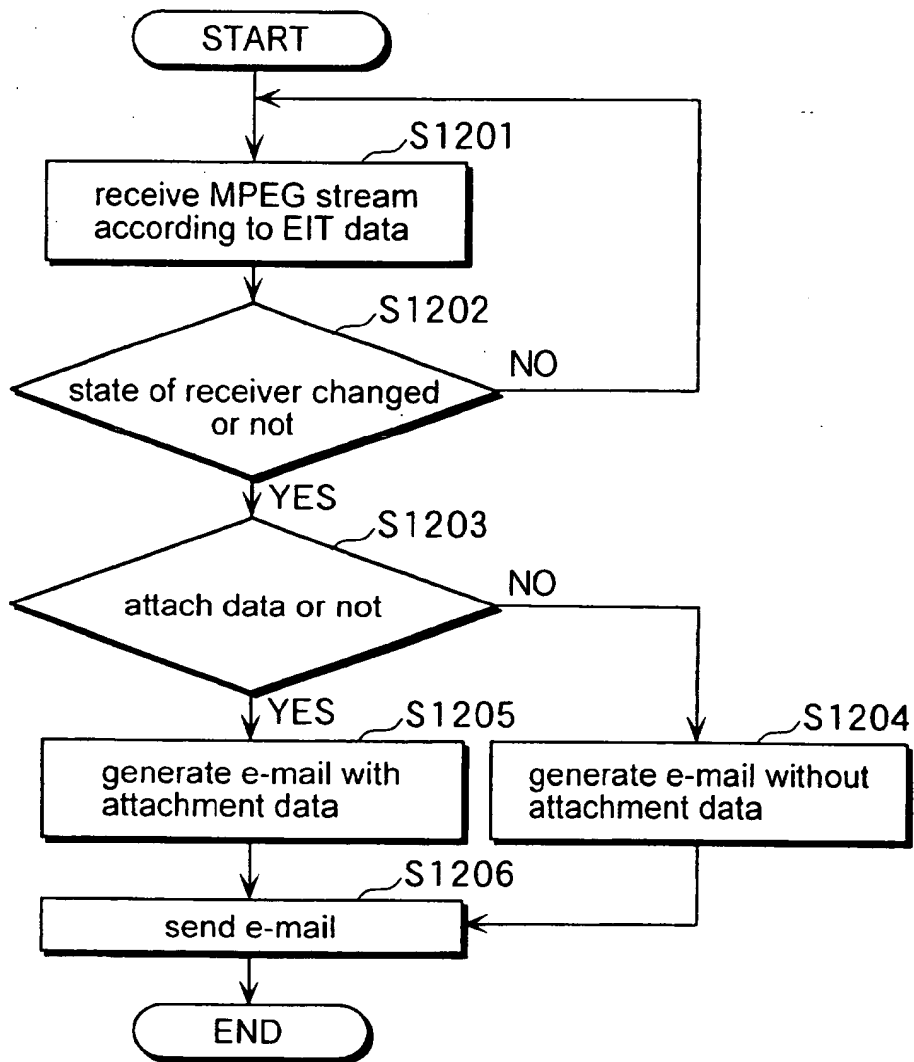 START
S1201
receive MPEG stream
according to EIT data
S1202
NO
state of receiver changed
or not
YES
S1203
NO
attach data or not
YES
S1205
S1204
generate e-mail with
attachment data
generate e-mail without
attachment data
S1206
send e-mail
END